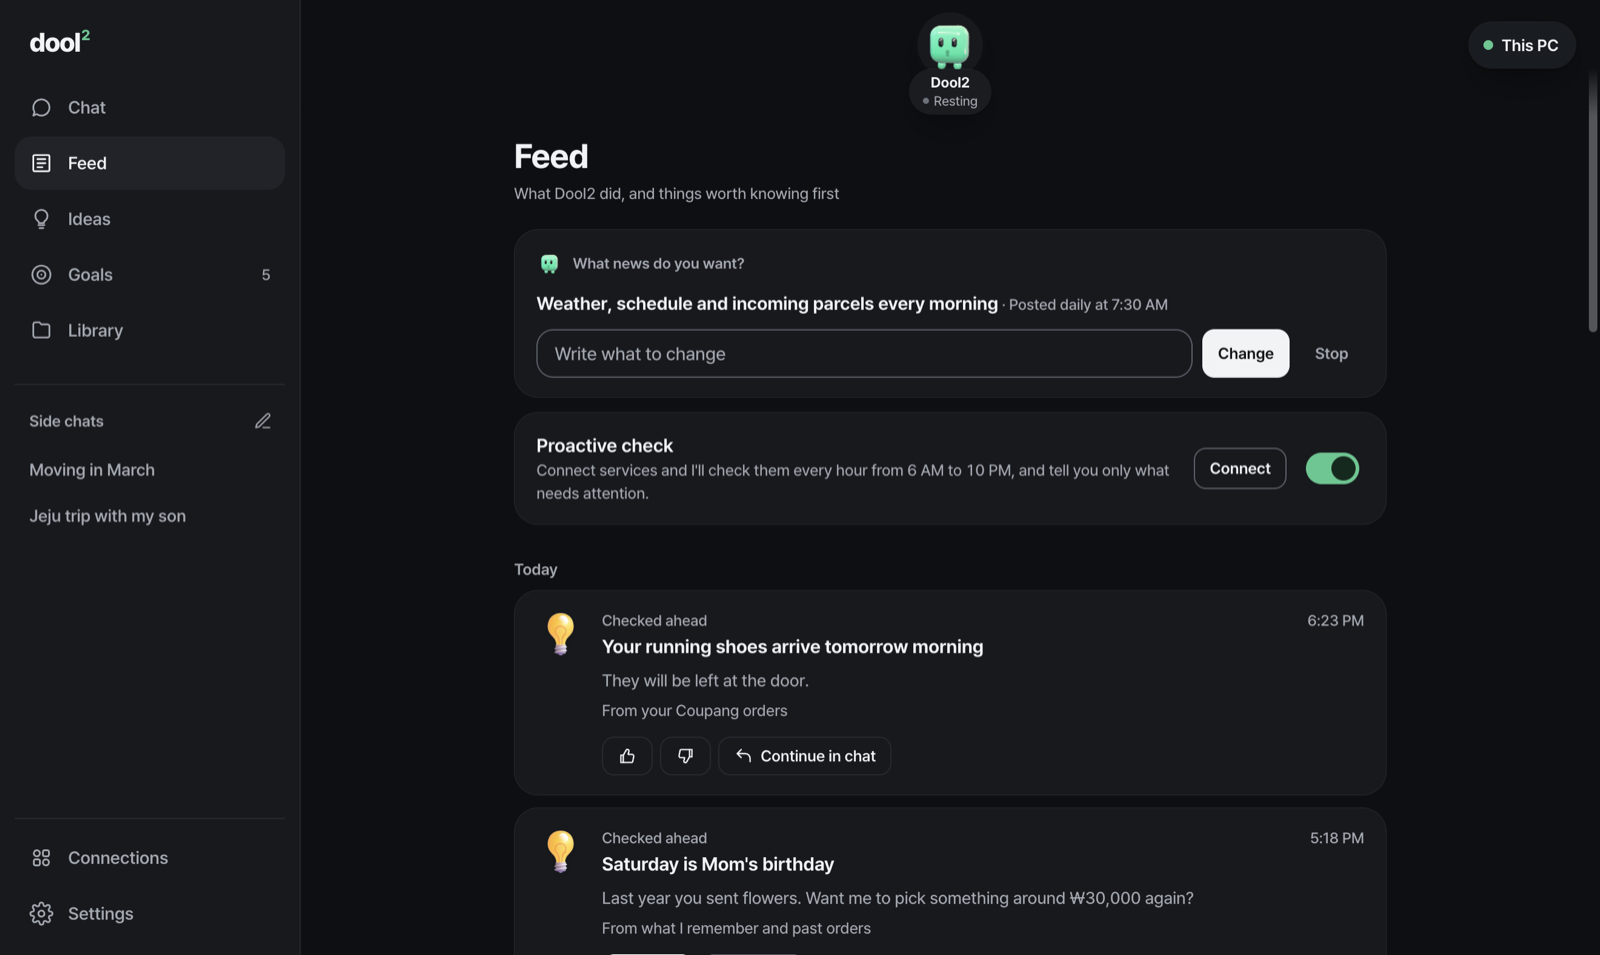 dool2
Chat
Feed
Ideas
Goals 5
Library
Side chats
Moving in March
Jeju trip with my son
Connections
Settings
Dool2
Resting
This PC
Feed
What Dool2 did, and things worth knowing first
What news do you want?
Weather, schedule and incoming parcels every morning · Posted daily at 7:30 AM
Write what to change
Change
Stop
Proactive check
Connect services and I'll check them every hour from 6 AM to 10 PM, and tell you only what
needs attention.
Connect
Today
Checked ahead 6:23 PM
Your running shoes arrive tomorrow morning
They will be left at the door.
From your Coupang orders
Continue in chat
Checked ahead 5:18 PM
Saturday is Mom's birthday
Last year you sent flowers. Want me to pick something around ₩30,000 again?
From what I remember and past orders